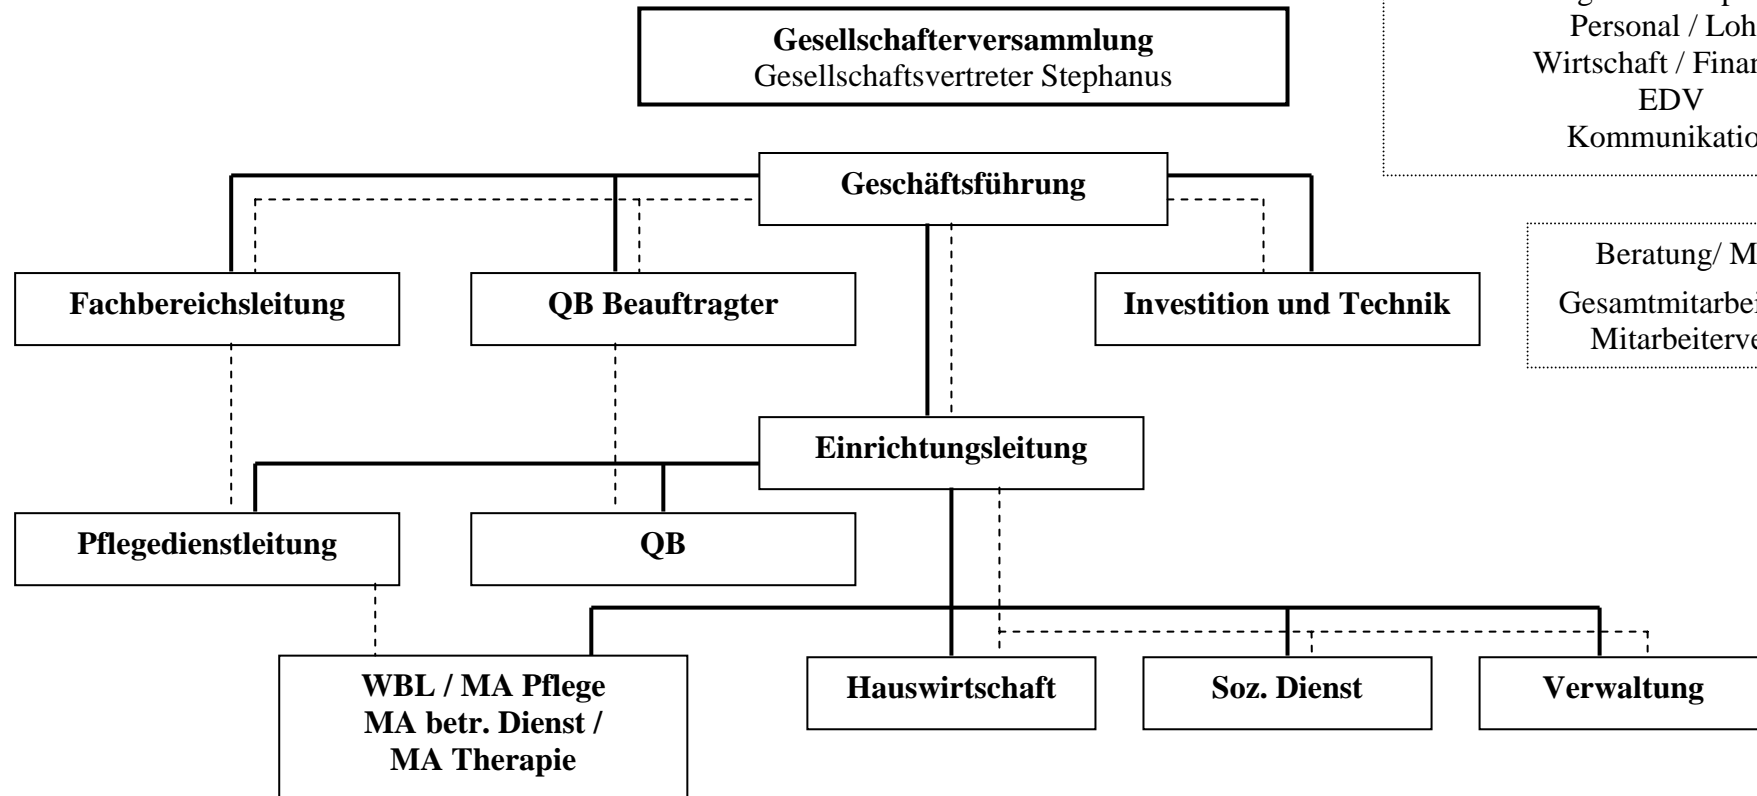 Gesellschafterversammlung
Gesellschaftsvertreter Stephanus
Personal / Loh
Wirtschaft / Finan
EDV
Kommunikatio
Geschäftsführung
Beratung/ M
Gesamtmitarbei
Mitarbeiterve
Fachbereichsleitung
QB Beauftragter
Investition und Technik
Einrichtungsleitung
Pflegedienstleitung
QB
WBL / MA Pflege
MA betr. Dienst /
MA Therapie
Hauswirtschaft
Soz. Dienst
Verwaltung